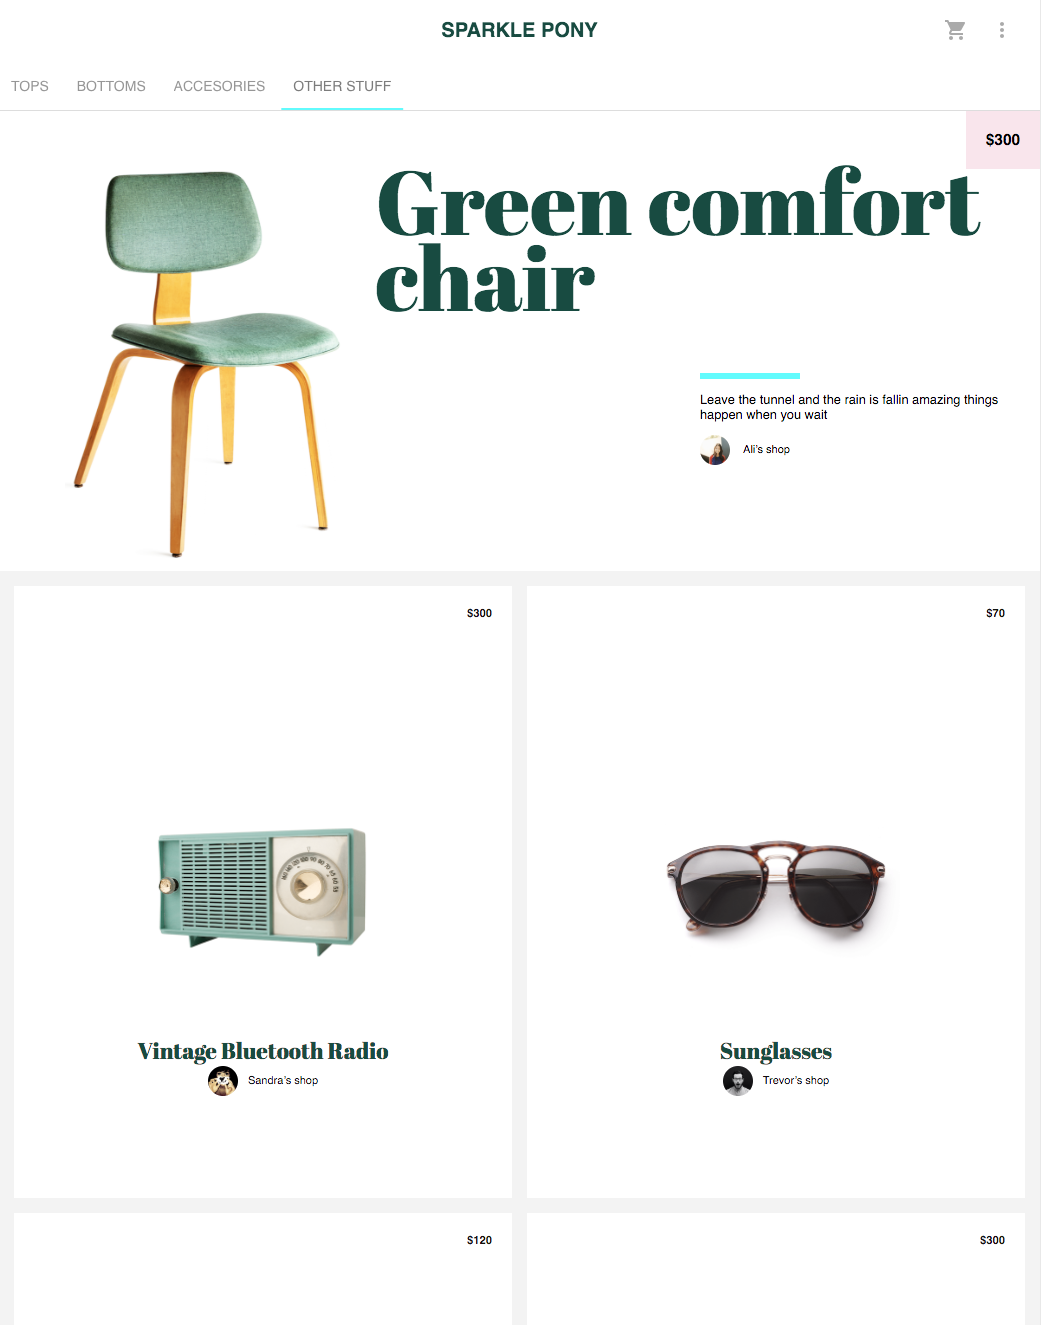 SPARKLE PONY
TOPS BOTTOMS ACCESORIES OTHER STUFF
$300
Green comfort
chair
Leave the tunnel and the rain is fallin amazing things
happen when you wait
Ali's shop
$300
Vintage Bluetooth Radio
Sandra's shop
$70
Sunglasses
Trevor's shop
$120
$300